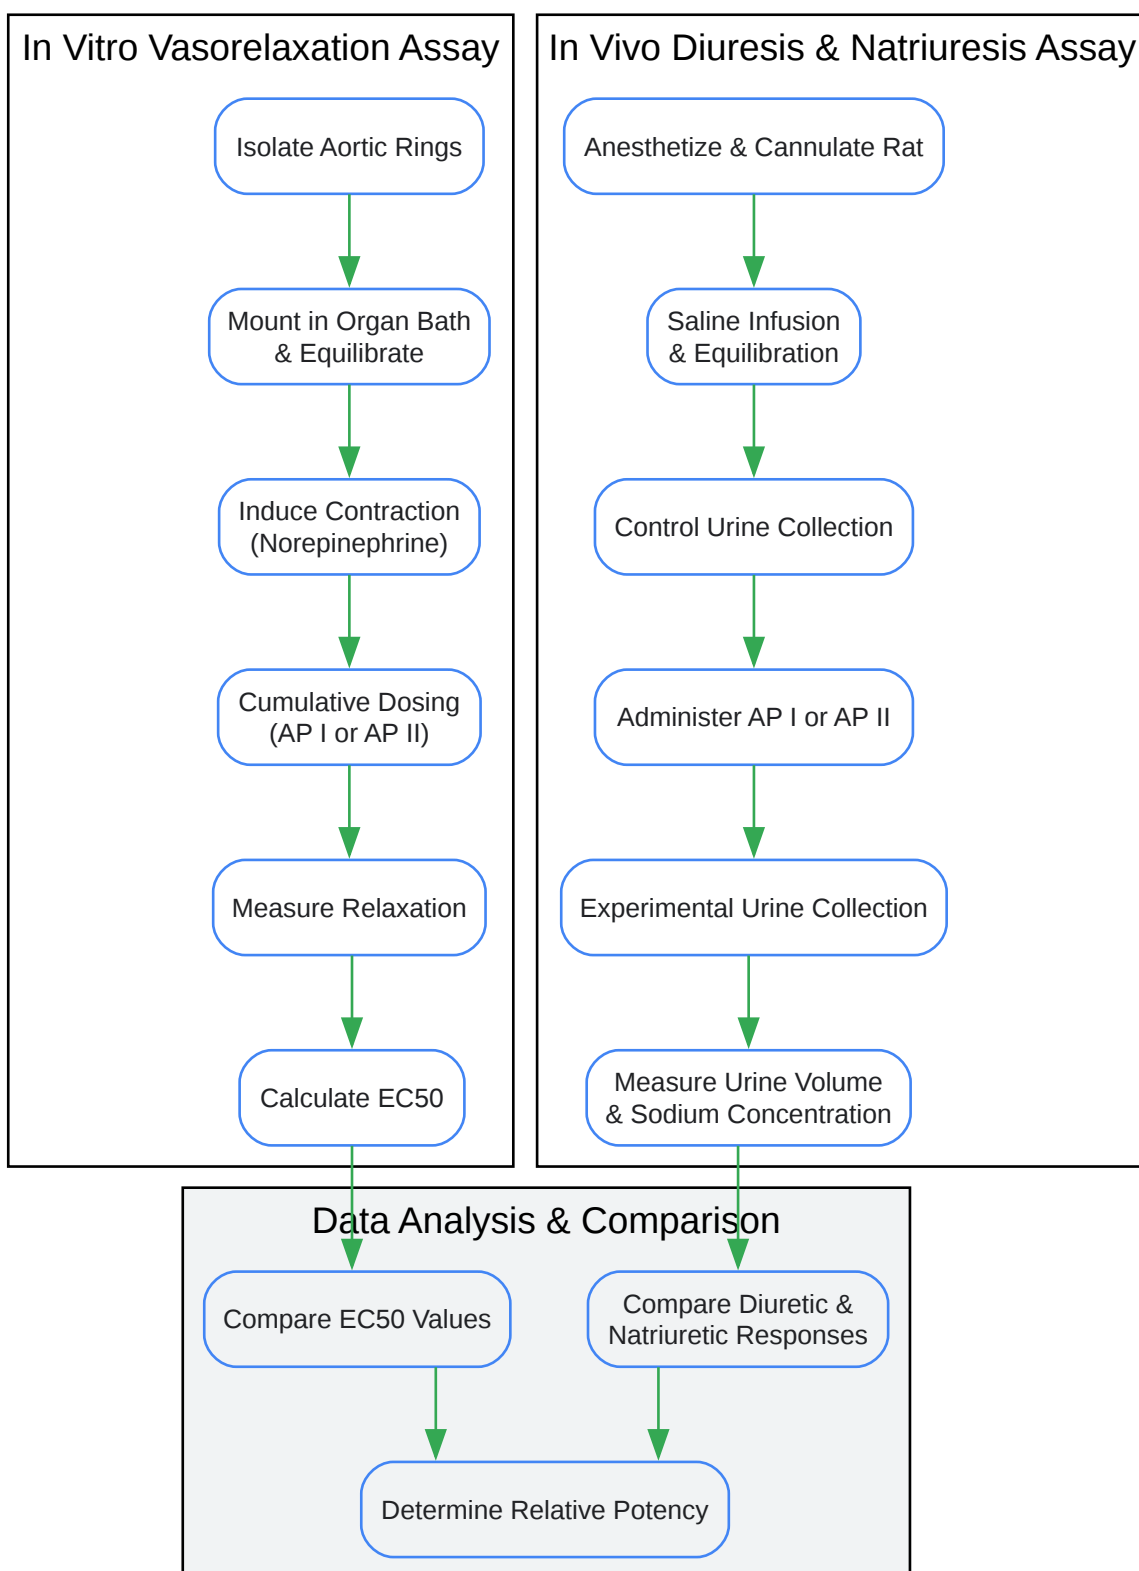 In Vitro Vasorelaxation Assay
Isolate Aortic Rings
Mount in Organ Bath
& Equilibrate
Induce Contraction
(Norepinephrine)
Cumulative Dosing
(AP I or AP II)
Measure Relaxation
Calculate EC50
In Vivo Diuresis & Natriuresis Assay
Anesthetize & Cannulate Rat
Saline Infusion
& Equilibration
Control Urine Collection
Administer AP I or AP II
Experimental Urine Collection
Measure Urine Volume
& Sodium Concentration
Data Analysis & Comparison
Compare EC50 Values
Compare Diuretic &
Natriuretic Responses
Determine Relative Potency